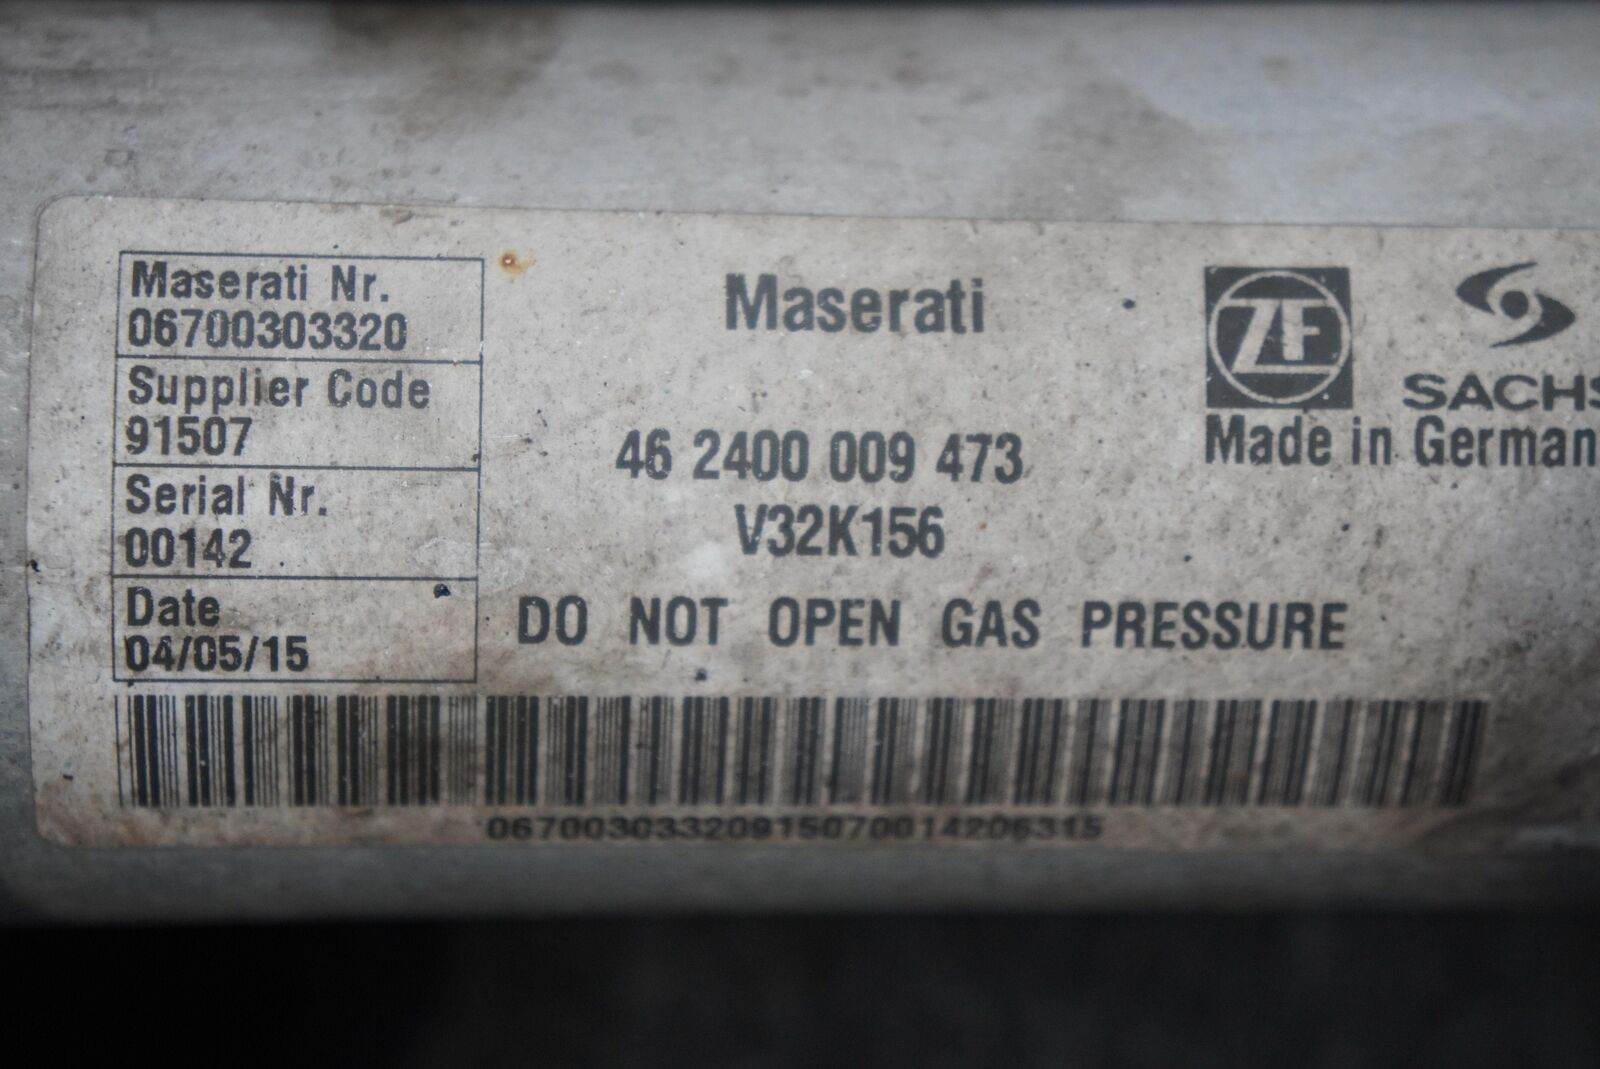 Maserati Nr.
06700303320
Supplier Code
91507
Serial Nr.
00142
Date
04/05/15
Maserati
46 2400 009 473
V32K156
DO NOT OPEN GAS PRESSURE
ZF
SACHS
Made in German
06700303320915070014206315